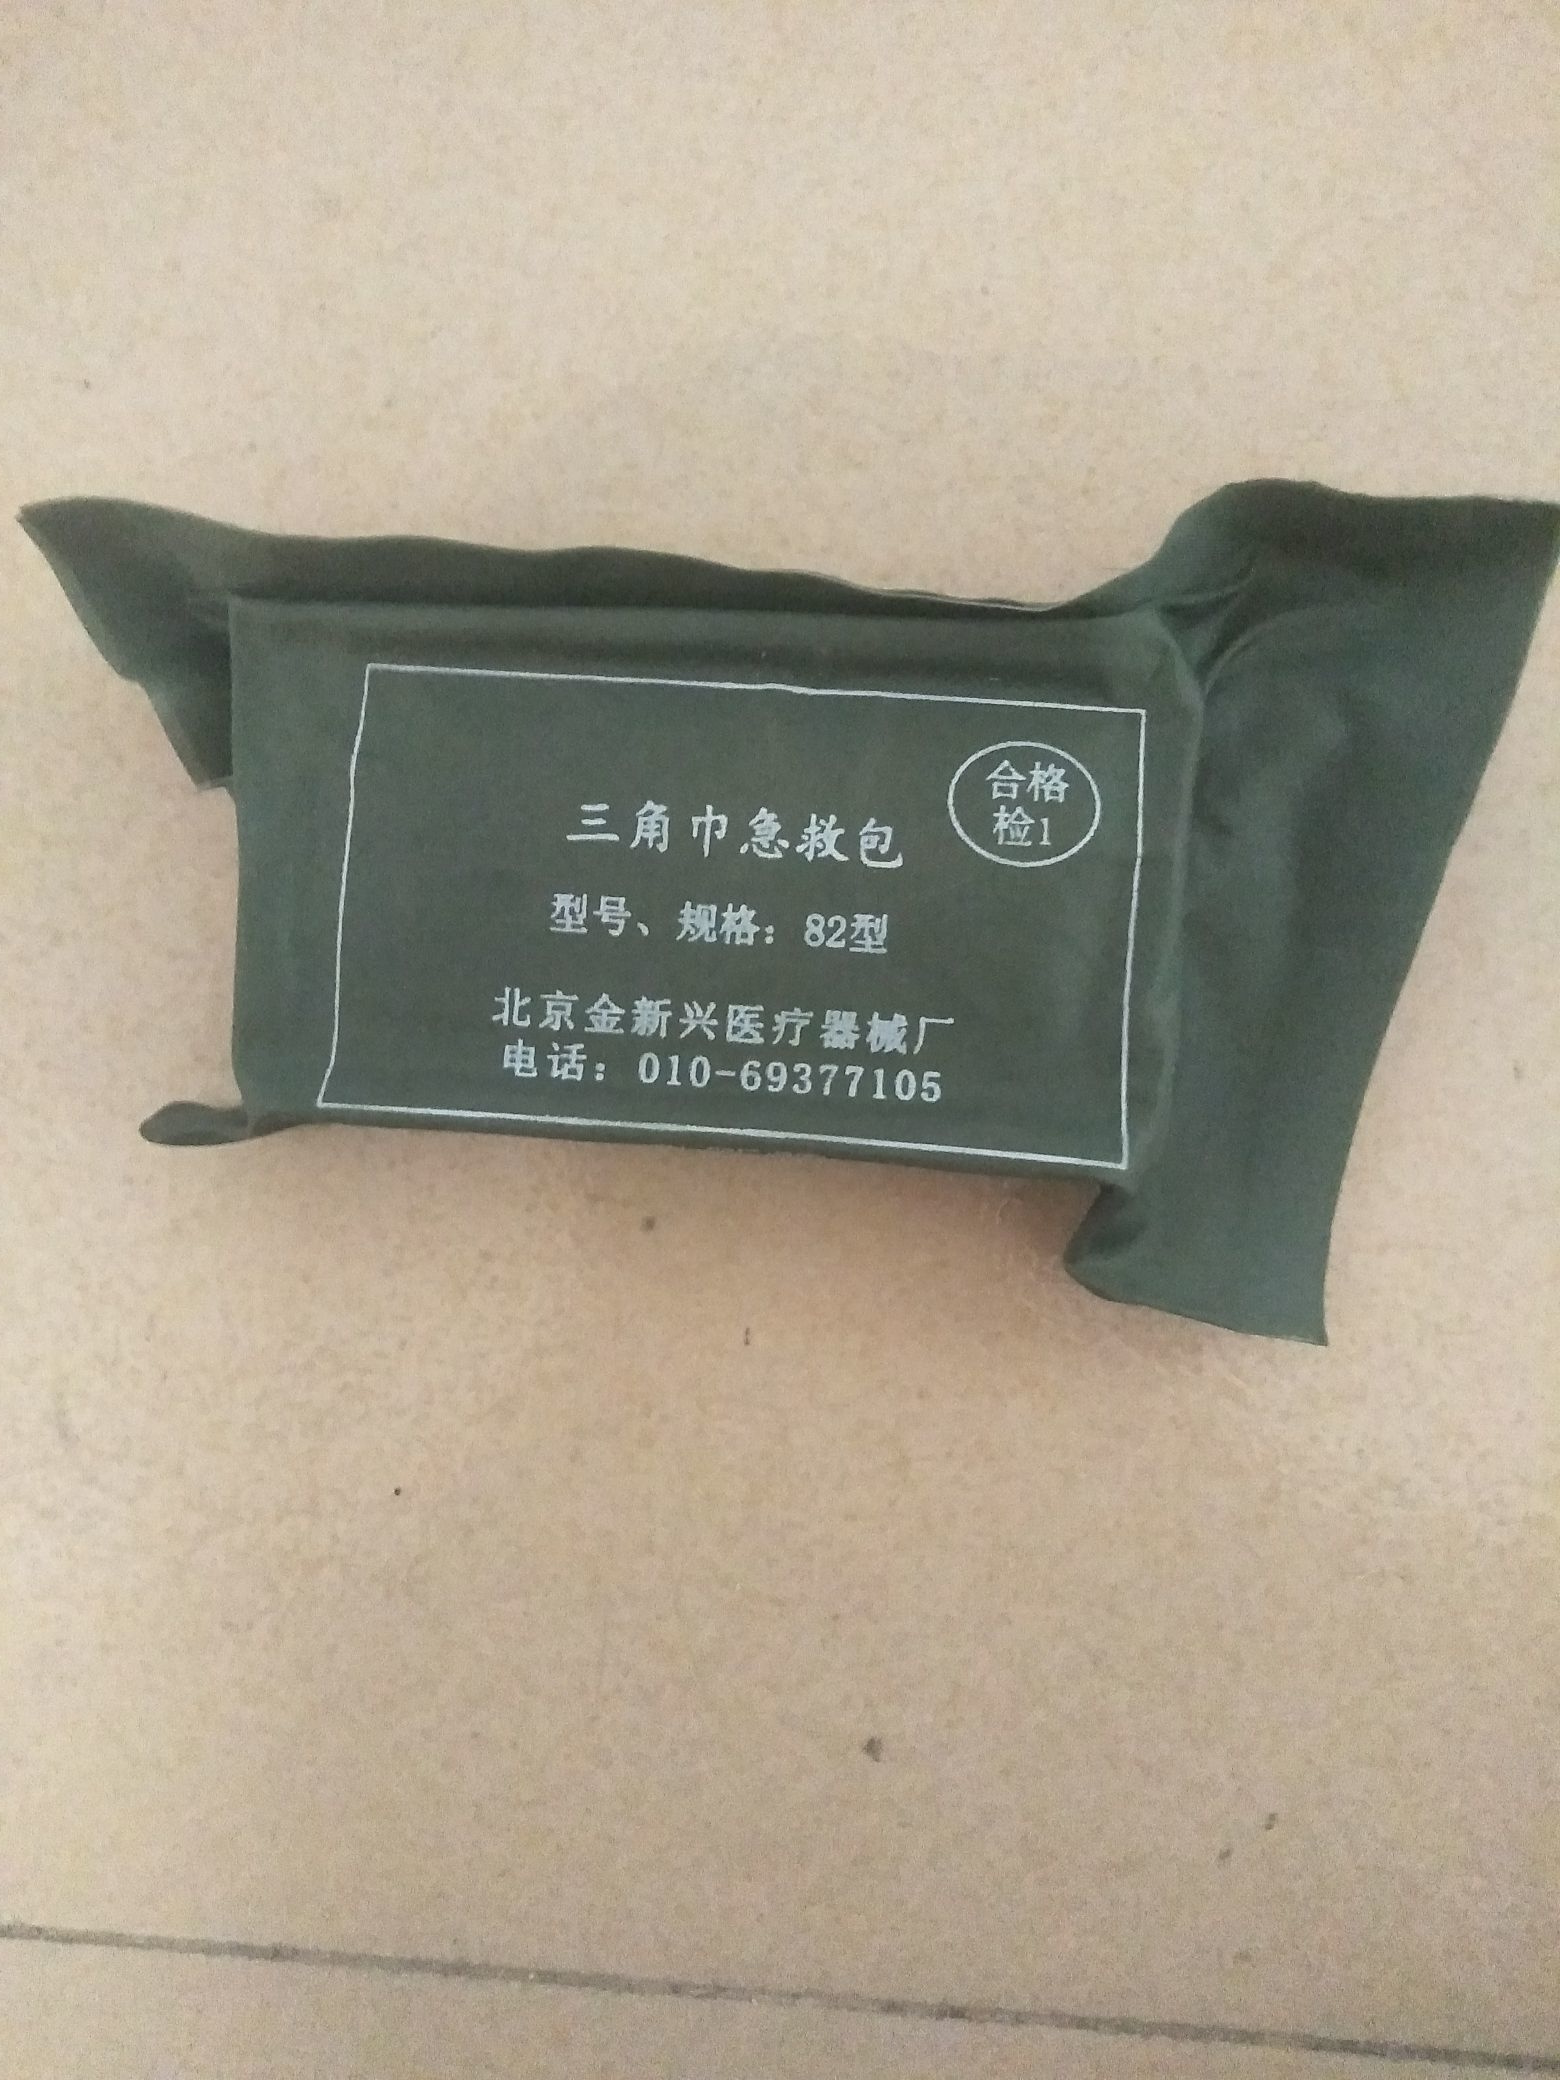 合格
检1
三角巾急救包
型号、规格：82型
北京金新兴医疗器械厂
电话：010-69377105